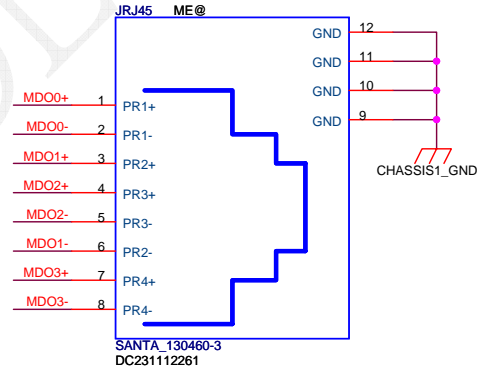 JRJ45 ME@
GND 12
GND 11
GND 10
GND 9
CHASSIS1_GND
MDO0+ 1 PR1+
MDO0- 2 PR1-
MDO1+ 3 PR2+
MDO2+ 4 PR3+
MDO2- 5 PR3-
MDO1- 6 PR2-
MDO3+ 7 PR4+
MDO3- 8 PR4-
SANTA_130460-3
DC231112261